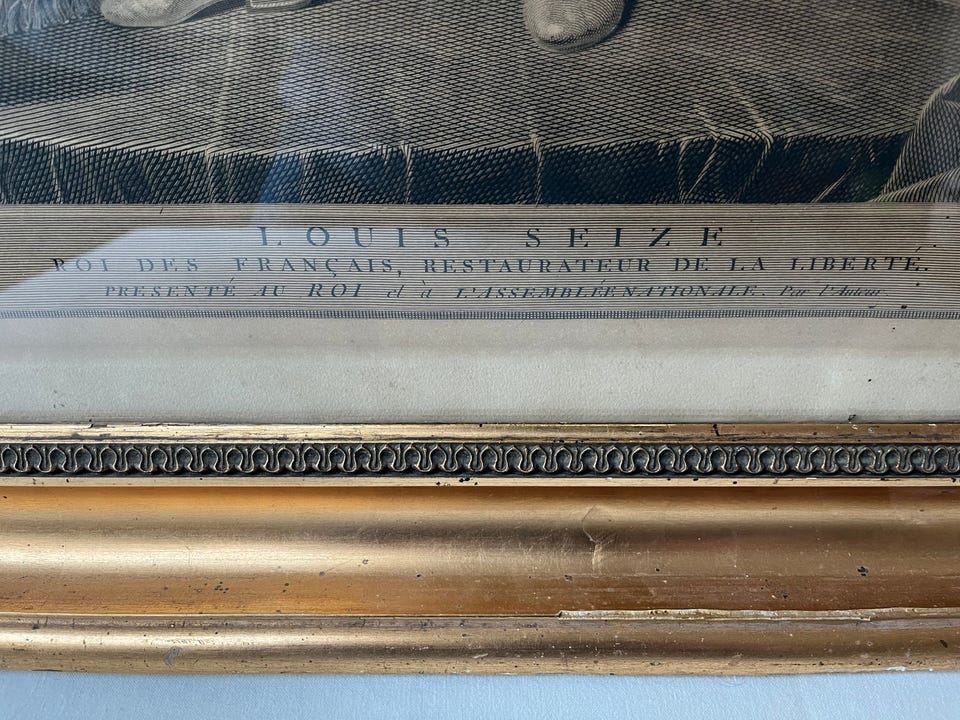 LOUIS SEIZE
ROI DES FRANÇAIS, RESTAURATEUR DE LA LIBERTÉ.
PRESENTÉ AU ROI et à L'ASSEMBLÉE NATIONALE. Par l'Auteur.